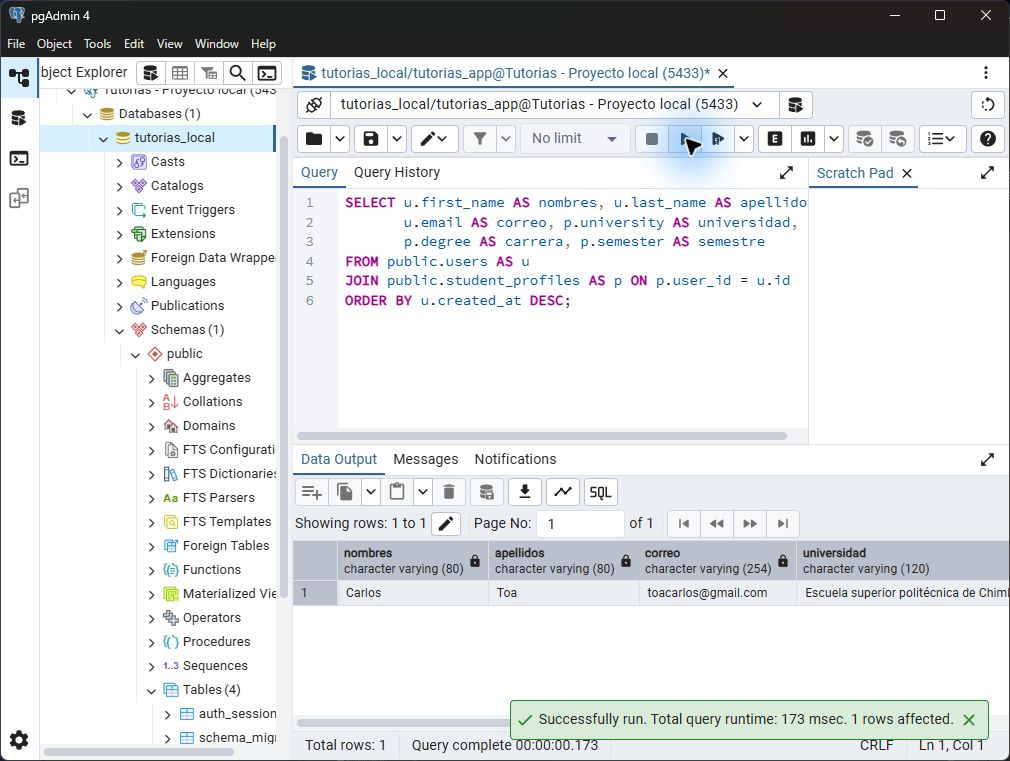 pgAdmin 4
File Object Tools Edit View Window Help
bject Explorer
tutorias_local/tutorias_app@Tutorias - Proyecto local (5433)*
Tutorias - Proyecto local (5433
Databases (1)
tutorias_local
Casts
Catalogs
Event Triggers
Extensions
Foreign Data Wrappe
Languages
Publications
Schemas (1)
public
Aggregates
Collations
Domains
FTS Configurati
FTS Dictionaries
Aa FTS Parsers
FTS Templates
Foreign Tables
Functions
Materialized Vie
Operators
Procedures
1..3 Sequences
Tables (4)
auth_session
schema_migr
tutorias_local/tutorias_app@Tutorias - Proyecto local (5433)
No limit
E
Query Query History
Scratch Pad
1 SELECT u.first_name AS nombres, u.last_name AS apellido
2 u.email AS correo, p.university AS universidad,
3 p.degree AS carrera, p.semester AS semestre
4 FROM public.users AS u
5 JOIN public.student_profiles AS p ON p.user_id = u.id
6 ORDER BY u.created_at DESC;
Data Output Messages Notifications
SQL
Showing rows: 1 to 1 Page No: 1 of 1
nombres apellidos correo universidad
character varying (80) character varying (80) character varying (254) character varying (120)
1 Carlos Toa toacarlos@gmail.com Escuela superior politécnica de Chim
Successfully run. Total query runtime: 173 msec. 1 rows affected.
Total rows: 1 Query complete 00:00:00.173 CRLF Ln 1, Col 1